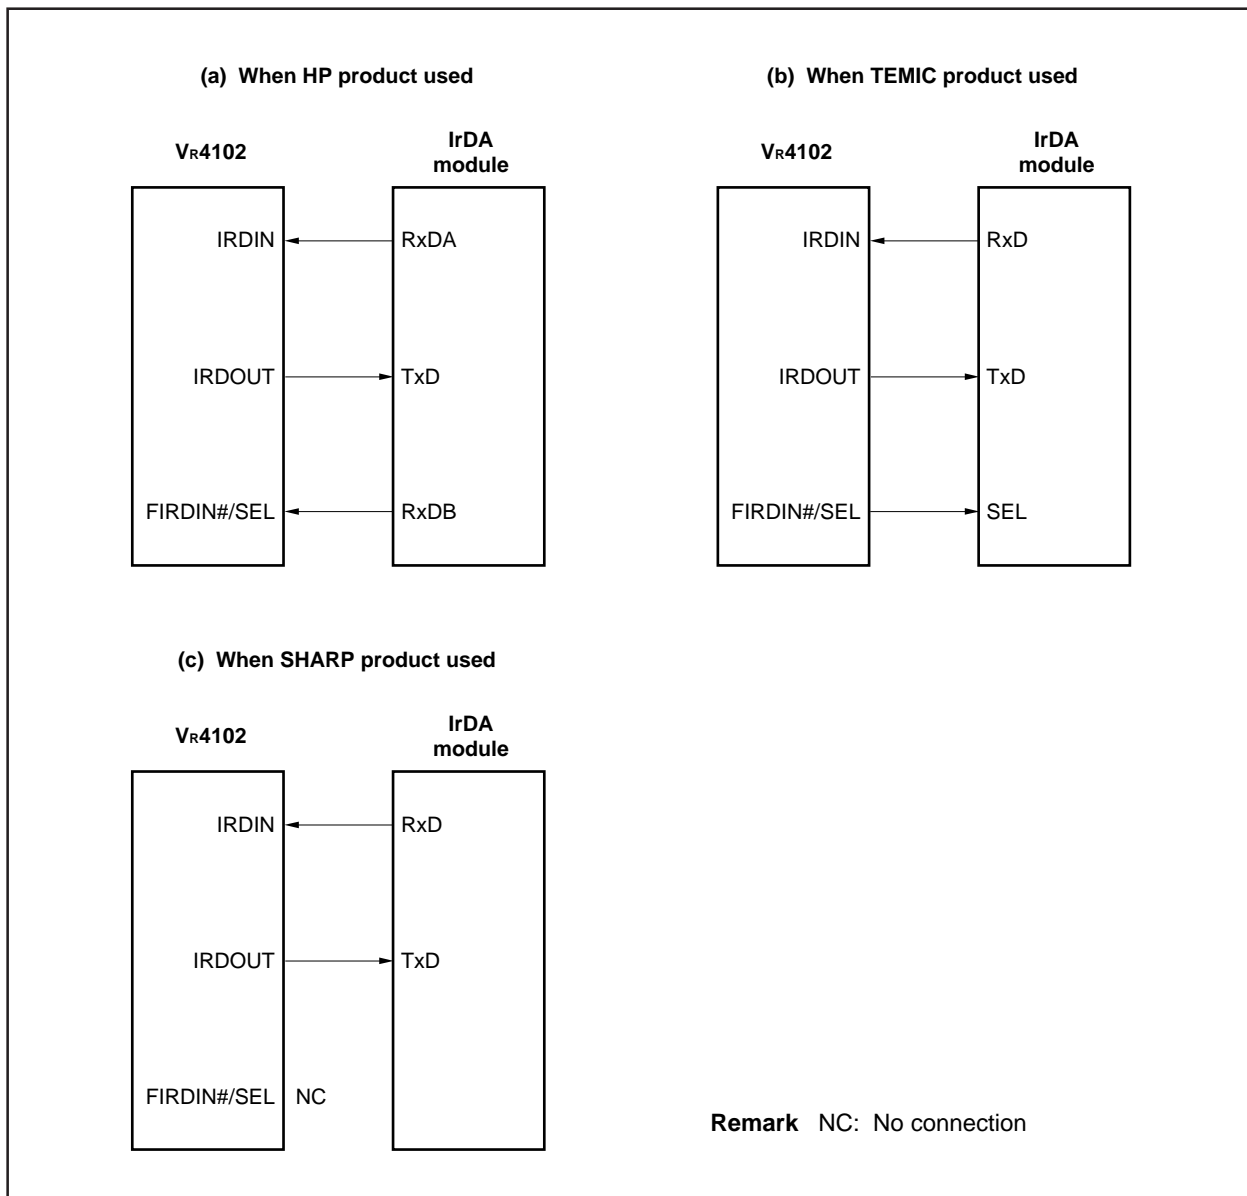 (a) When HP product used
VR4102
IrDA
module
IRDIN
RxDA
IRDOUT
TxD
FIRDIN#/SEL
RxDB
(b) When TEMIC product used
VR4102
IrDA
module
IRDIN
RxD
IRDOUT
TxD
FIRDIN#/SEL
SEL
(c) When SHARP product used
VR4102
IrDA
module
IRDIN
RxD
IRDOUT
TxD
FIRDIN#/SEL
NC
Remark NC: No connection